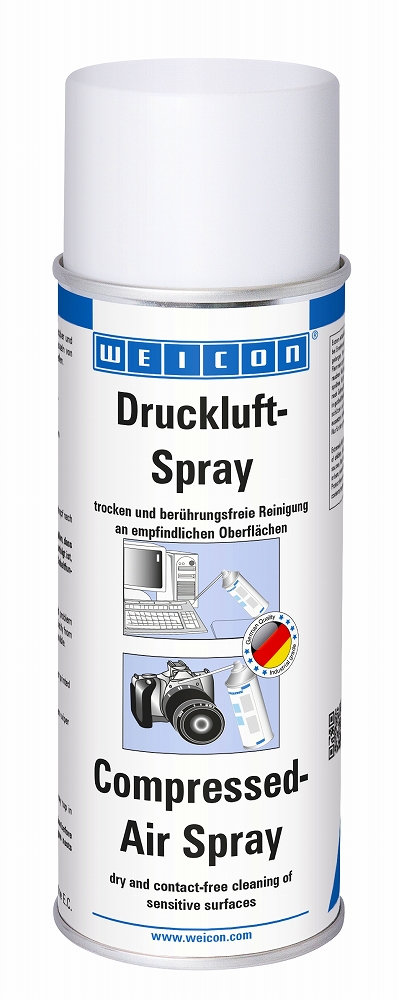 WEICON®
Druckluft-
Spray
trocken und berührungsfreie Reinigung
an empfindlichen Oberflächen
German Quality
Industrial grade
Compressed-
Air Spray
dry and contact-free cleaning of
sensitive surfaces
www.weicon.com